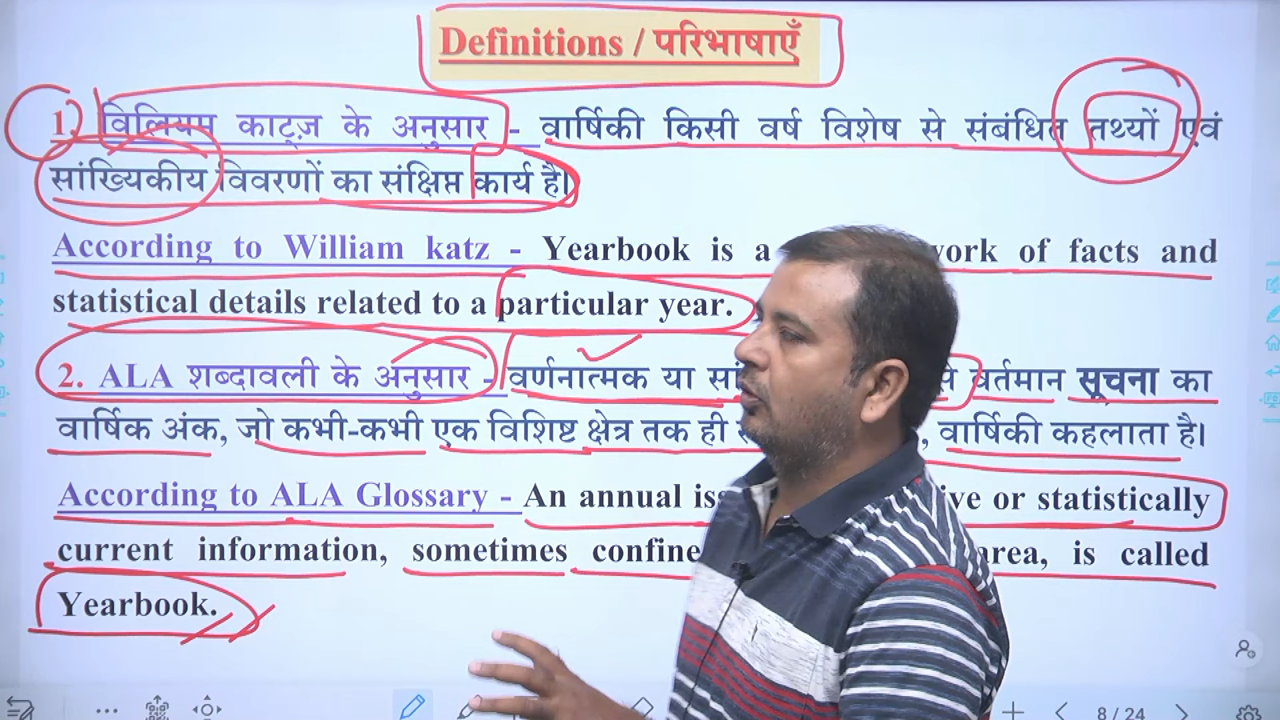 Definitions / परिभाषाएँ
1) विलियम काट्ज़ के अनुसार - वार्षिकी किसी वर्ष विशेष से संबंधित तथ्यों एवं
सांख्यिकीय विवरणों का संक्षिप्त कार्य है।
According to William katz - Yearbook is a work of facts and
statistical details related to a particular year.
2. ALA शब्दावली के अनुसार - वर्णनात्मक या से वर्तमान सूचना का
वार्षिक अंक, जो कभी-कभी एक विशिष्ट क्षेत्र तक ही , वार्षिकी कहलाता है।
According to ALA Glossary - An annual or statistically
current information, sometimes area, is called
Yearbook.
8 / 24